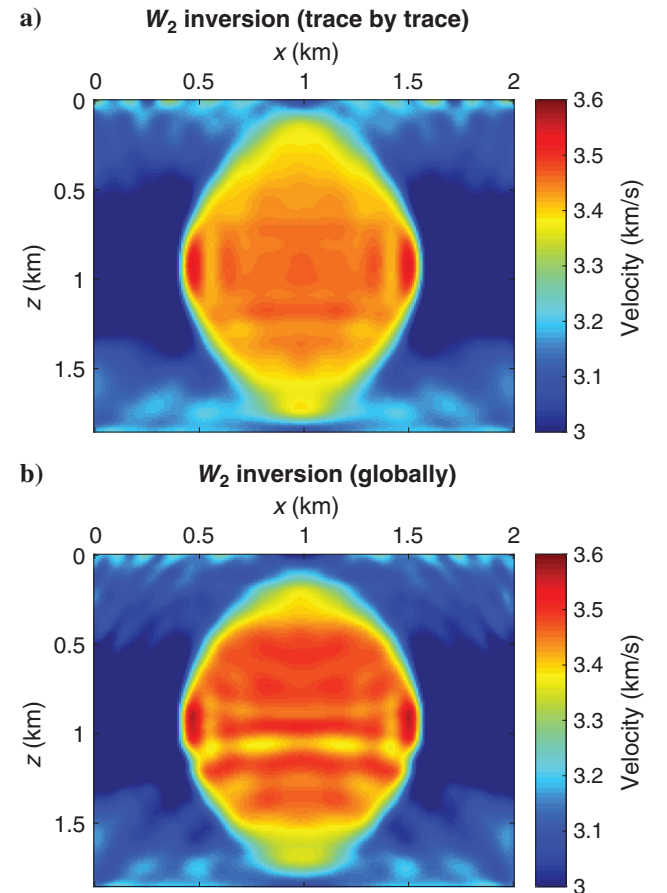 a)
W2 inversion (trace by trace)
x (km)
0 0.5 1 1.5 2
0
0.5
1
1.5
z (km)
3.6
3.5
3.4
3.3
3.2
3.1
3
Velocity (km/s)
b)
W2 inversion (globally)
x (km)
0 0.5 1 1.5 2
0
0.5
1
1.5
z (km)
3.6
3.5
3.4
3.3
3.2
3.1
3
Velocity (km/s)